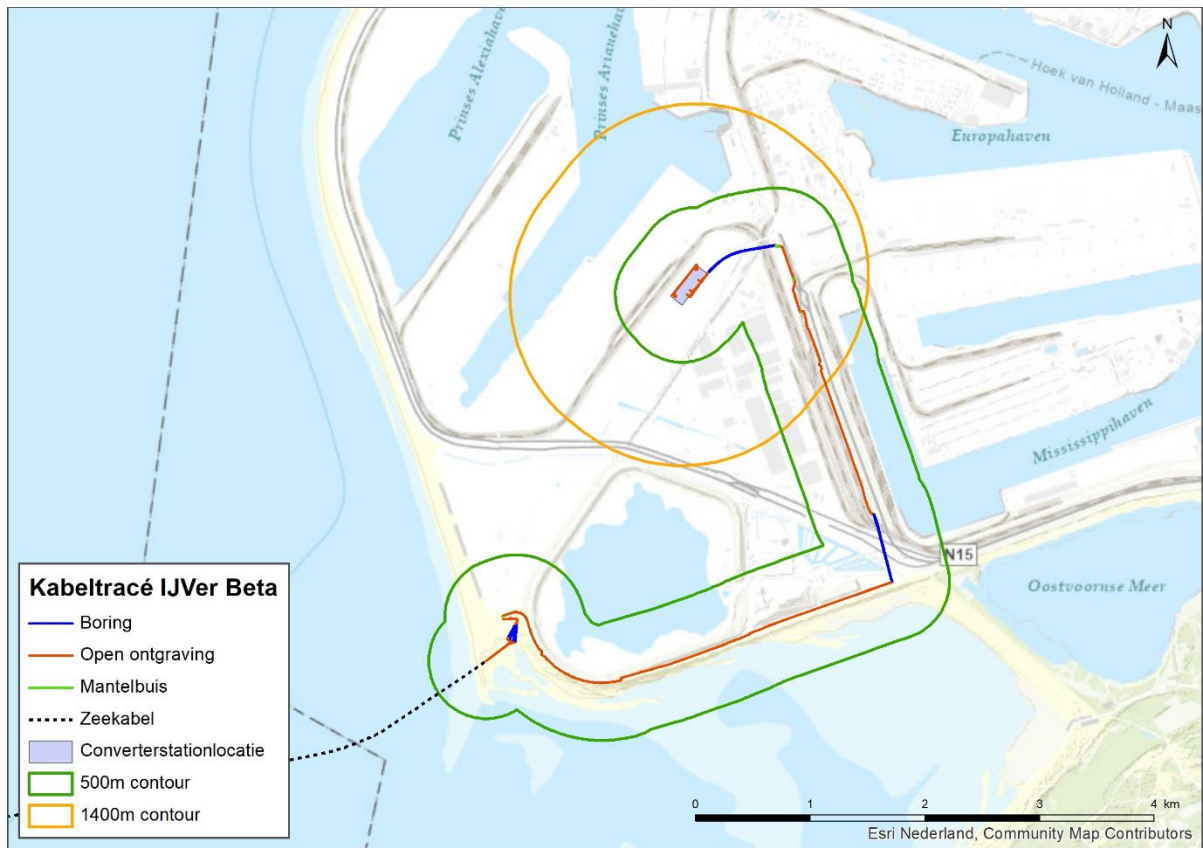 Prinses Alexiahaven
Prinses Arianehaven
N
Hoek van Holland - Maas
Europahaven
Mississippihaven
N15
Oostvoornse Meer
Kabeltracé IJVer Beta
Boring
Open ontgraving
Mantelbuis
Zeekabel
Converterstationlocatie
500m contour
1400m contour
0 1 2 3 4 km
Esri Nederland, Community Map Contributors